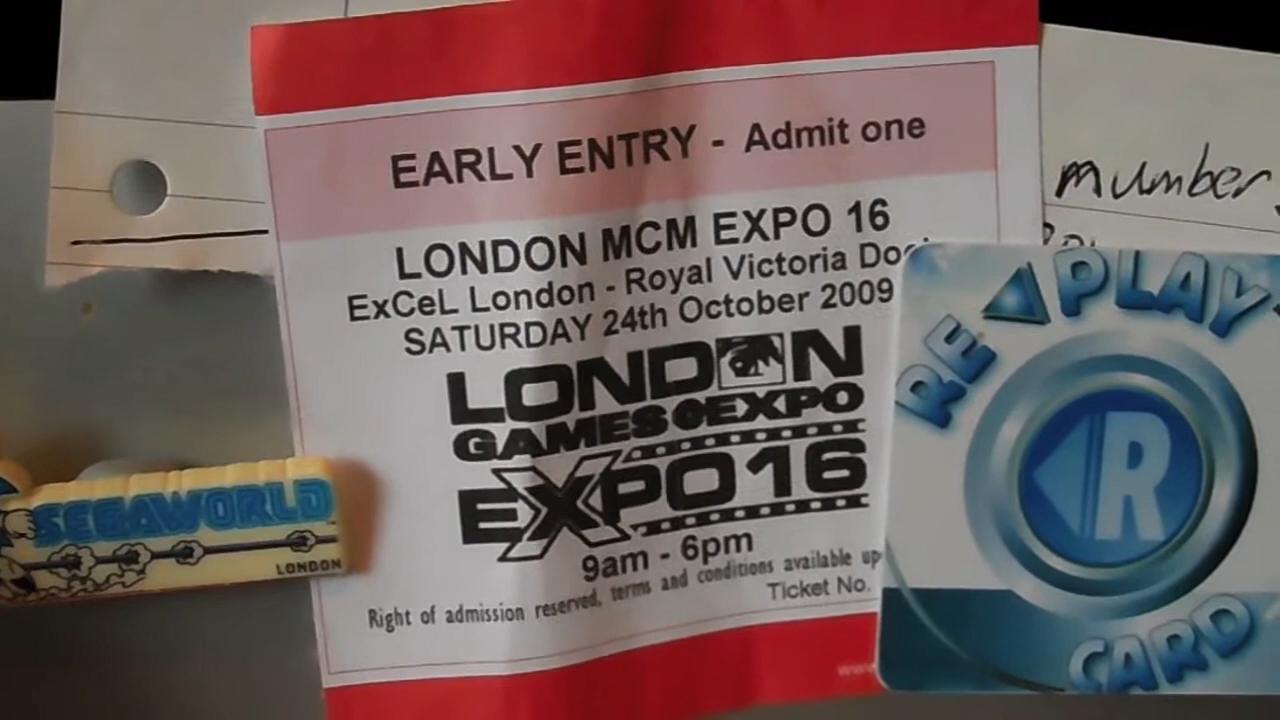 EARLY ENTRY - Admit one
LONDON MCM EXPO 16
ExCeL London - Royal Victoria
SATURDAY 24th October 2009
LONDON
GAMES EXPO
EXPO16
9am - 6pm
Right of admission reserved, terms and conditions available
Ticket No.
mumber
RE PLAY
R
CARD
SEGAWORLD
LONDON